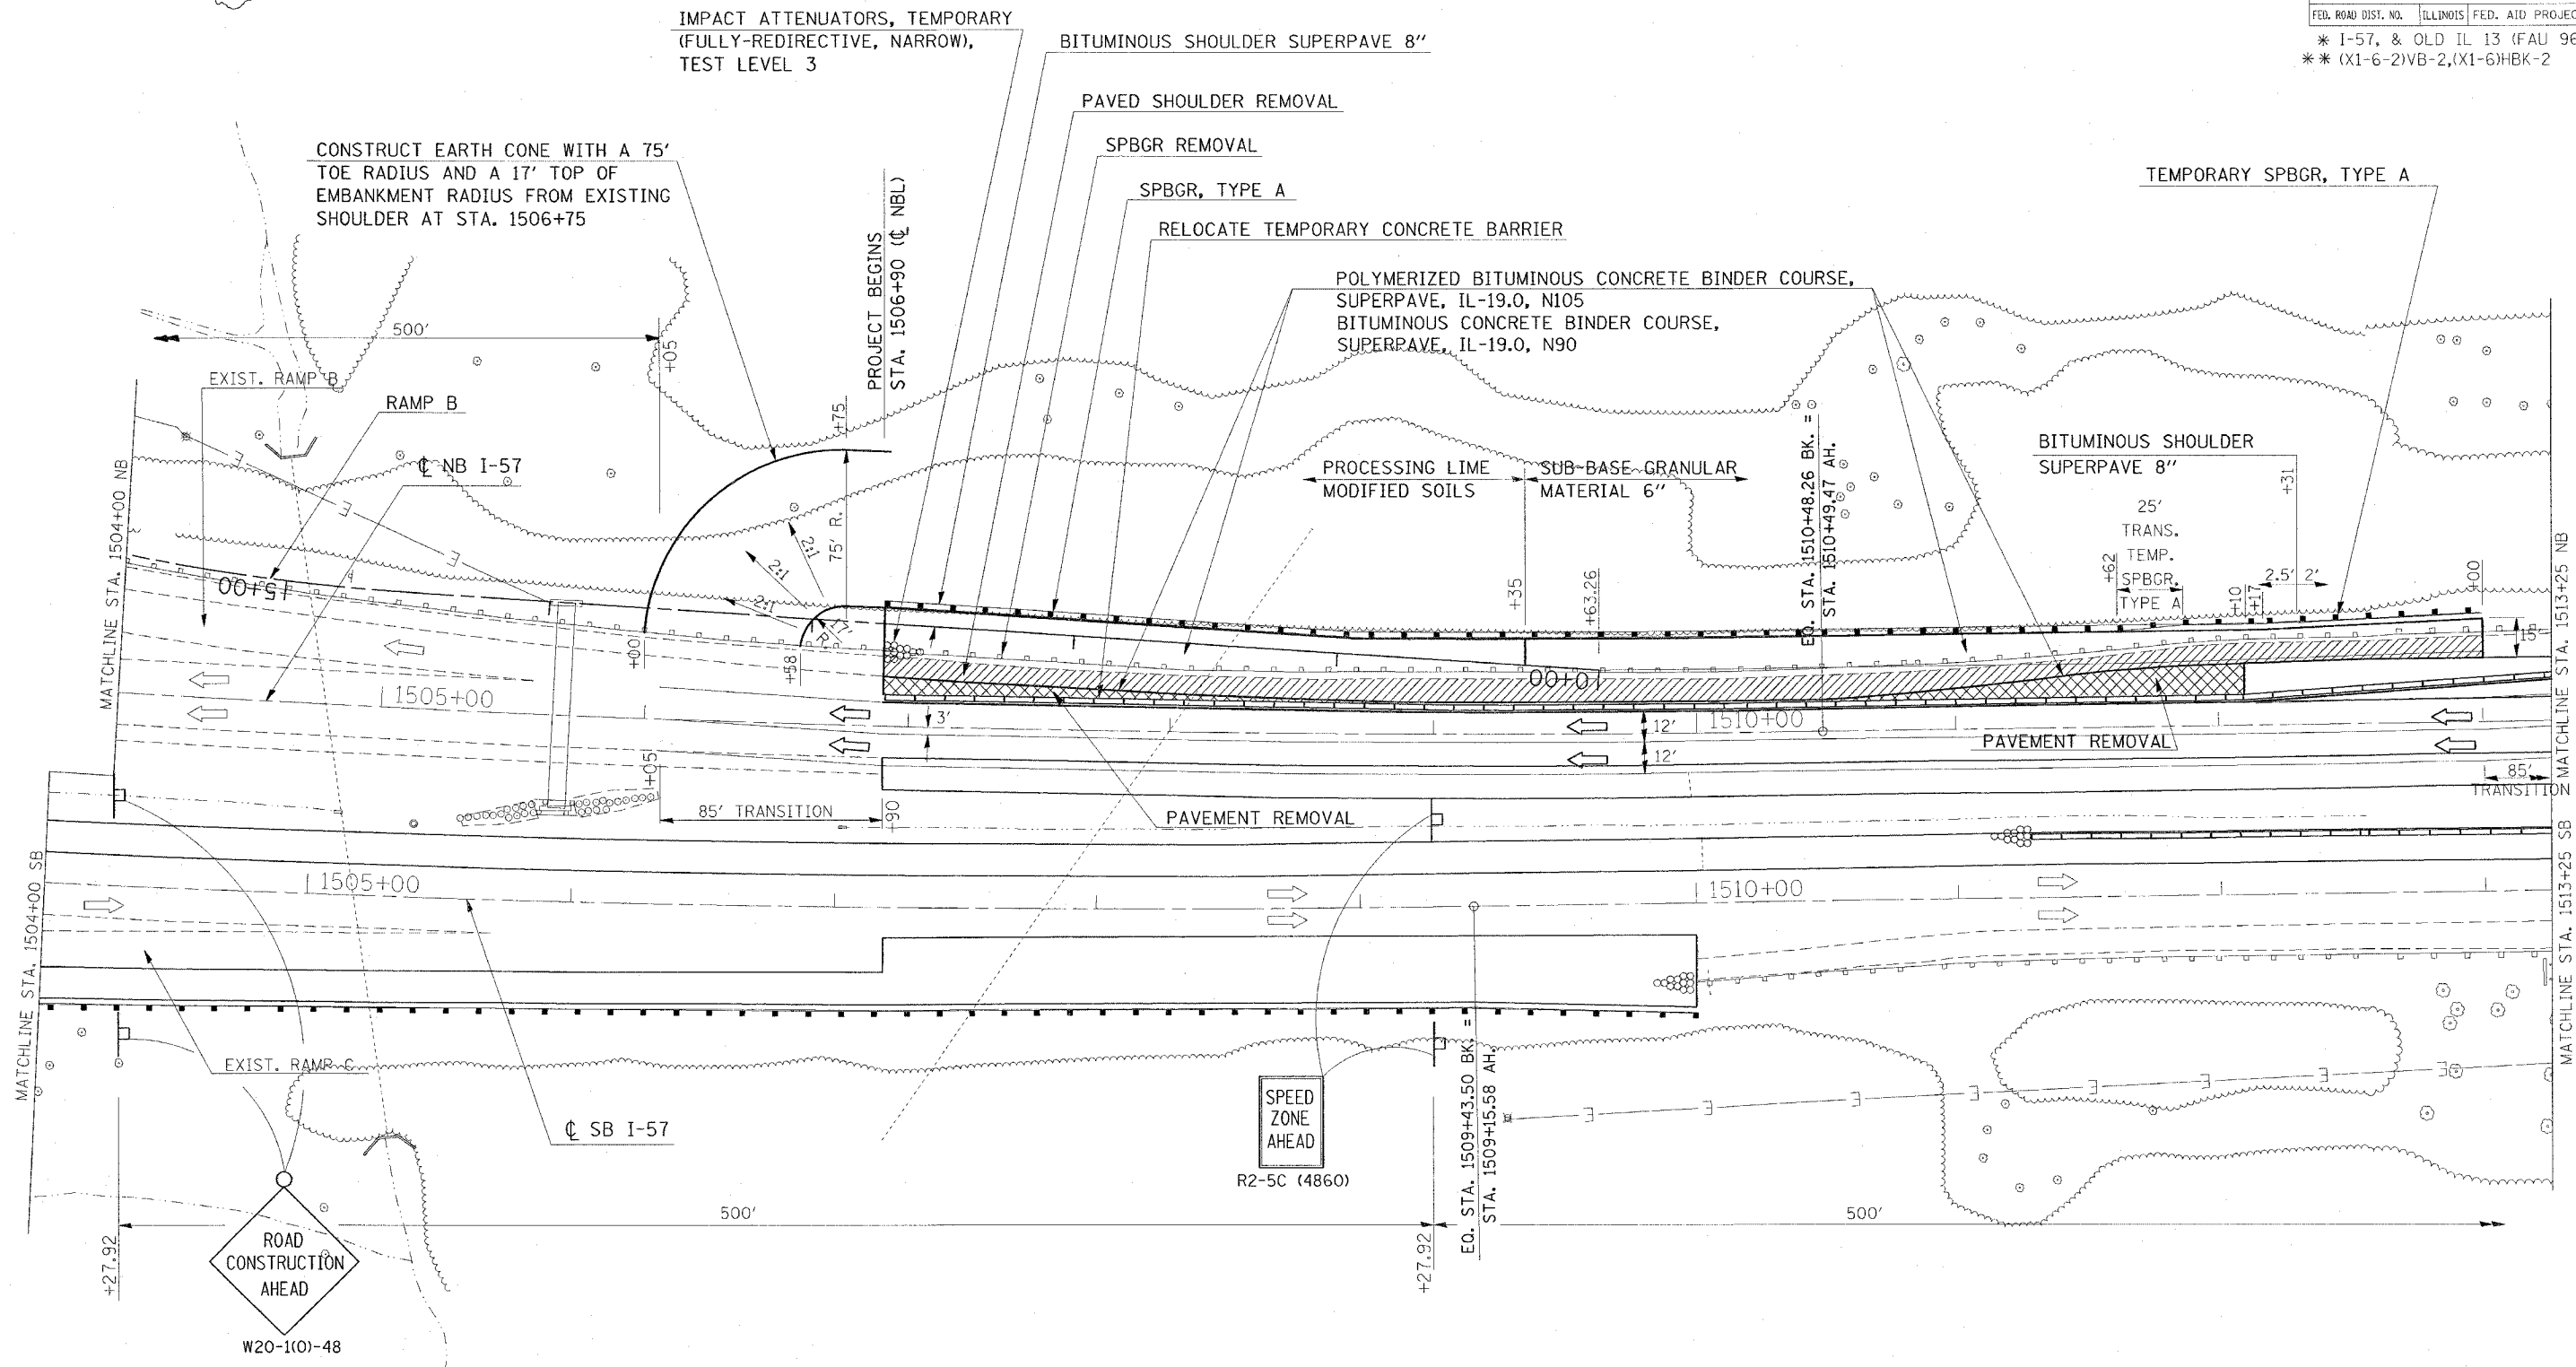 FED. ROAD DIST. NO. ILLINOIS FED. AID PROJEC
* I-57, & OLD IL 13 (FAU 96
** (X1-6-2)VB-2,(X1-6)HBK-2
IMPACT ATTENUATORS, TEMPORARY
(FULLY-REDIRECTIVE, NARROW),
TEST LEVEL 3
BITUMINOUS SHOULDER SUPERPAVE 8"
PAVED SHOULDER REMOVAL
SPBGR REMOVAL
SPBGR, TYPE A
RELOCATE TEMPORARY CONCRETE BARRIER
CONSTRUCT EARTH CONE WITH A 75'
TOE RADIUS AND A 17' TOP OF
EMBANKMENT RADIUS FROM EXISTING
SHOULDER AT STA. 1506+75
PROJECT BEGINS
STA. 1506+90 (℄ NBL)
TEMPORARY SPBGR, TYPE A
POLYMERIZED BITUMINOUS CONCRETE BINDER COURSE,
SUPERPAVE, IL-19.0, N105
BITUMINOUS CONCRETE BINDER COURSE,
SUPERPAVE, IL-19.0, N90
500'
+05
EXIST. RAMP B
RAMP B
+75
℄ NB I-57
PROCESSING LIME
MODIFIED SOILS
SUB-BASE GRANULAR
MATERIAL 6"
EQ. STA. 1510+48.26 BK. =
STA. 1510+49.47 AH.
BITUMINOUS SHOULDER
SUPERPAVE 8"
+31
25'
TRANS.
TEMP.
SPBGR.
TYPE A
+62
+10
+17
2.5'
2'
+00
15'
MATCHLINE STA. 1504+00 NB
MATCHLINE STA. 1513+25 NB
75' R.
2:1
2:1
2:1
17'
R.
15+00
+00
+58
+35
+63.26
10+00
1505+00
3'
12'
12'
1510+00
PAVEMENT REMOVAL
85'
TRANSITION
+05
85' TRANSITION
+90
PAVEMENT REMOVAL
MATCHLINE STA. 1504+00 SB
MATCHLINE STA. 1513+25 SB
1505+00
1510+00
EXIST. RAMP C
℄ SB I-57
SPEED
ZONE
AHEAD
R2-5C (4860)
EQ. STA. 1509+43.50 BK. =
STA. 1509+15.58 AH.
500'
500'
+27.92
+27.92
ROAD
CONSTRUCTION
AHEAD
W20-1(0)-48